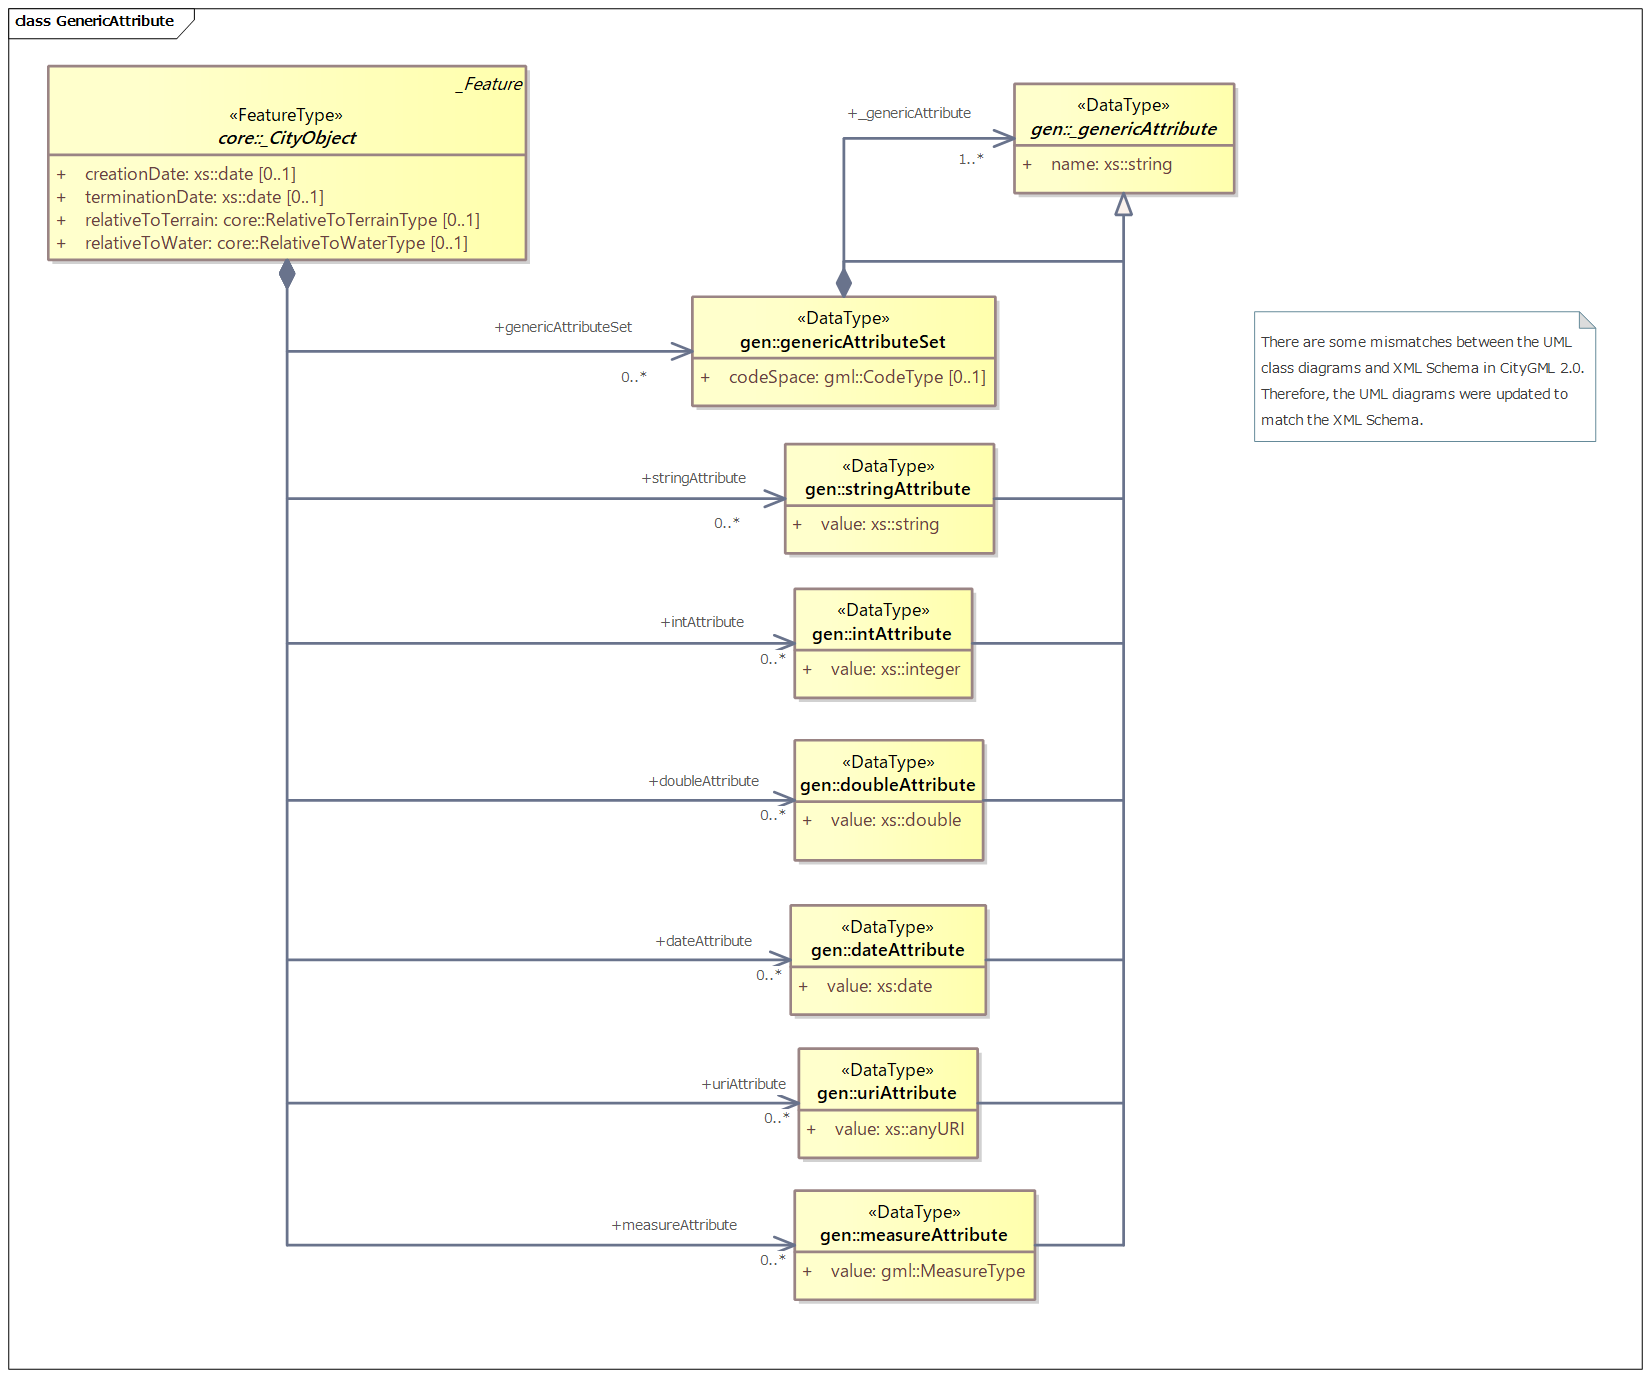 class GenericAttribute
_Feature
«FeatureType»
core::_CityObject
+ creationDate: xs::date [0..1]
+ terminationDate: xs::date [0..1]
+ relativeToTerrain: core::RelativeToTerrainType [0..1]
+ relativeToWater: core::RelativeToWaterType [0..1]
+_genericAttribute
1..*
«DataType»
gen::_genericAttribute
+ name: xs::string
+genericAttributeSet
0..*
«DataType»
gen::genericAttributeSet
+ codeSpace: gml::CodeType [0..1]
There are some mismatches between the UML
class diagrams and XML Schema in CityGML 2.0.
Therefore, the UML diagrams were updated to
match the XML Schema.
+stringAttribute
0..*
«DataType»
gen::stringAttribute
+ value: xs::string
+intAttribute
0..*
«DataType»
gen::intAttribute
+ value: xs::integer
+doubleAttribute
0..*
«DataType»
gen::doubleAttribute
+ value: xs::double
+dateAttribute
0..*
«DataType»
gen::dateAttribute
+ value: xs:date
+uriAttribute
0..*
«DataType»
gen::uriAttribute
+ value: xs::anyURI
+measureAttribute
0..*
«DataType»
gen::measureAttribute
+ value: gml::MeasureType